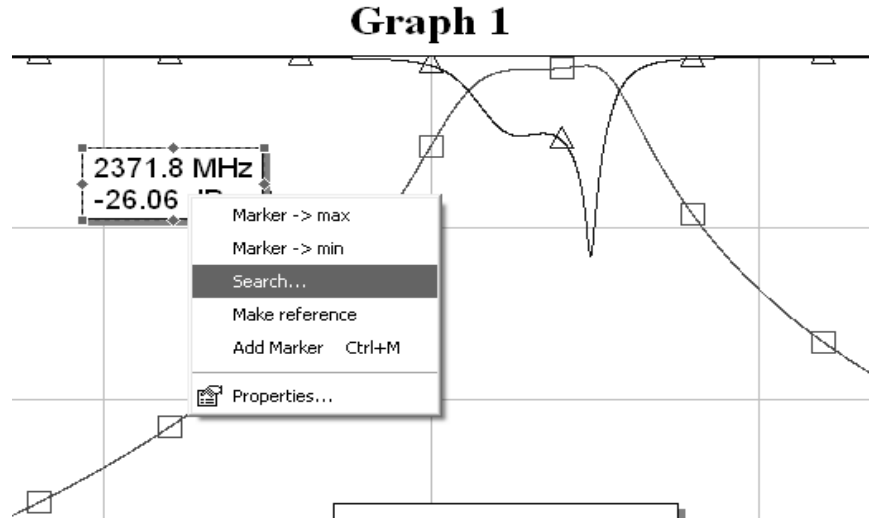 Graph 1
2371.8 MHz
-26.06
Marker -> max
Marker -> min
Search...
Make reference
Add Marker Ctrl+M
Properties...